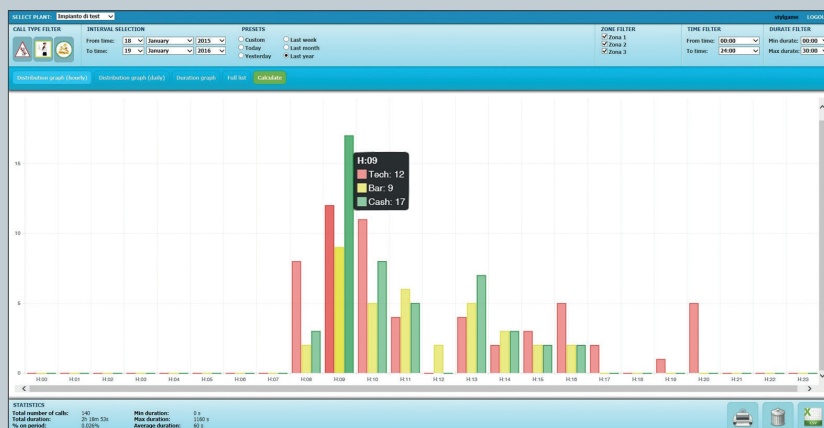 SELECT PLANT: Impianto di test stylgame LOGOUT
CALL TYPE FILTER INTERVAL SELECTION PRESETS ZONE FILTER TIME FILTER DURATE FILTER
From time: 18 January 2015 Custom Last week Zona 1 From time: 00:00 Min durate: 00:00
To time: 19 January 2016 Today Last month Zona 2 To time: 24:00 Max durate: 30:00
Yesterday Last year Zona 3
Distribution graph (hourly) Distribution graph (daily) Duration graph Full list Calculate
15
10
5
0
H:09
Tech: 12
Bar: 9
Cash: 17
H:00 H:01 H:02 H:03 H:04 H:05 H:06 H:07 H:08 H:09 H:10 H:11 H:12 H:13 H:14 H:15 H:16 H:17 H:18 H:19 H:20 H:21 H:22 H:23
STATISTICS
Total number of calls: 140 Min duration: 0 s
Total duration: 2h 18m 53s Max duration: 1160 s
% on period: 0.026% Average duration: 60 s
CSV